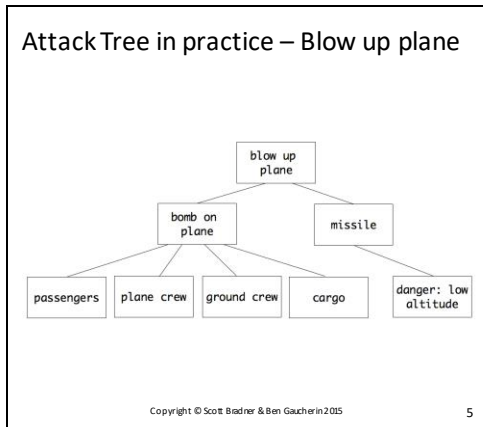 Attack Tree in practice – Blow up plane
blow up
plane
bomb on
plane
missile
passengers
plane crew
ground crew
cargo
danger: low
altitude
Copyright © Scott Bradner & Ben Gaucherin 2015
5